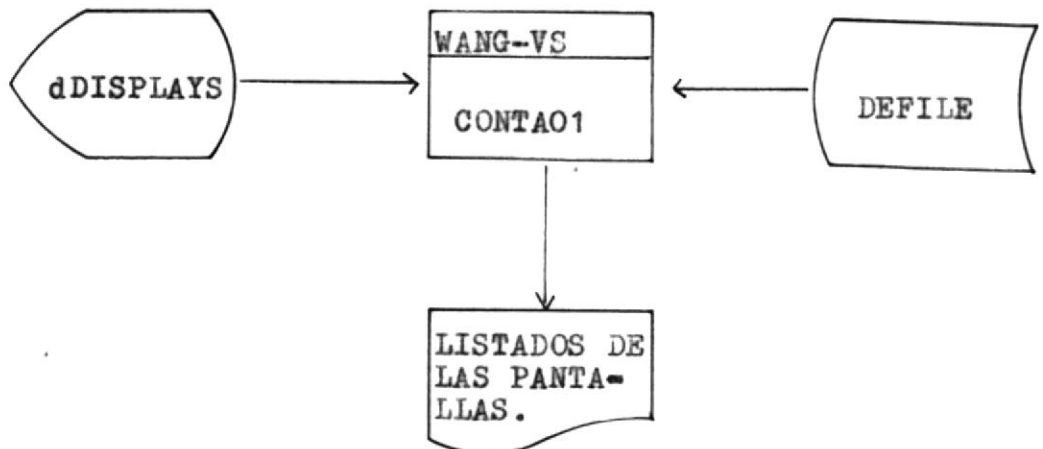 WANG-VS
dDISPLAYS
CONTA01
DEFILE
LISTADOS DE
LAS PANTA-
LLAS.